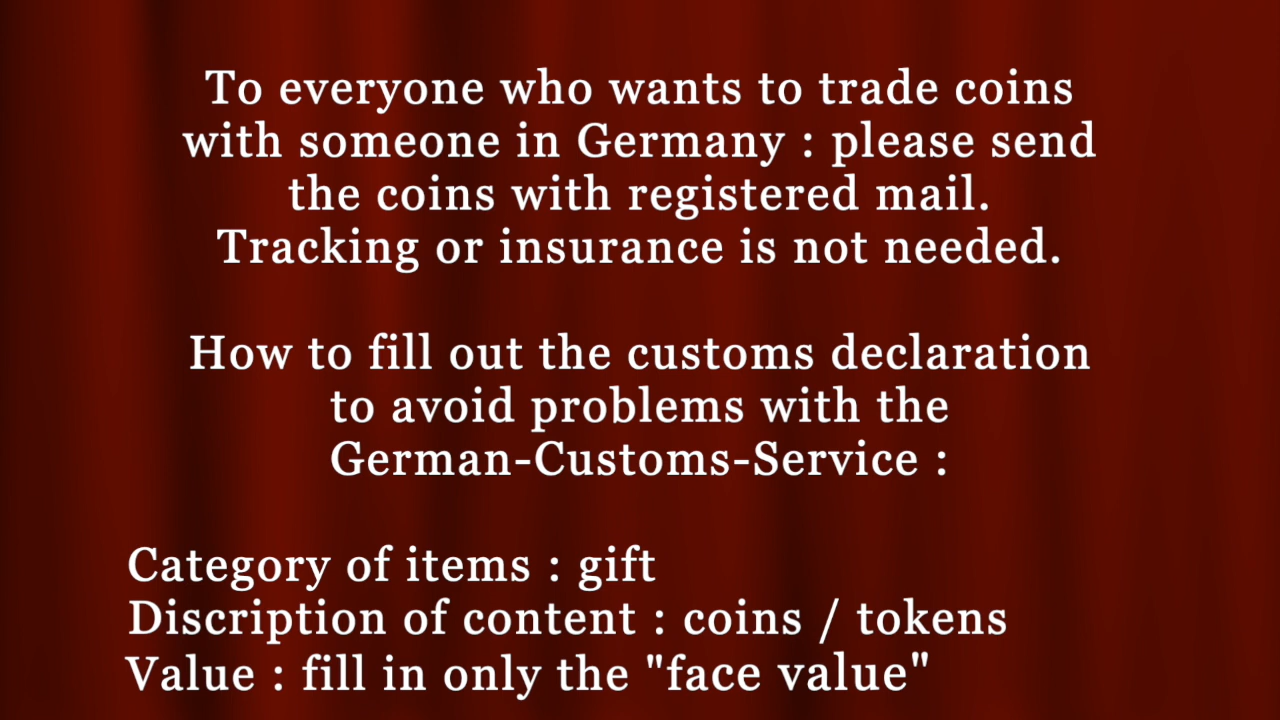 To everyone who wants to trade coins
with someone in Germany : please send
the coins with registered mail.
Tracking or insurance is not needed.
How to fill out the customs declaration
to avoid problems with the
German-Customs-Service :
Category of items : gift
Discription of content : coins / tokens
Value : fill in only the "face value"